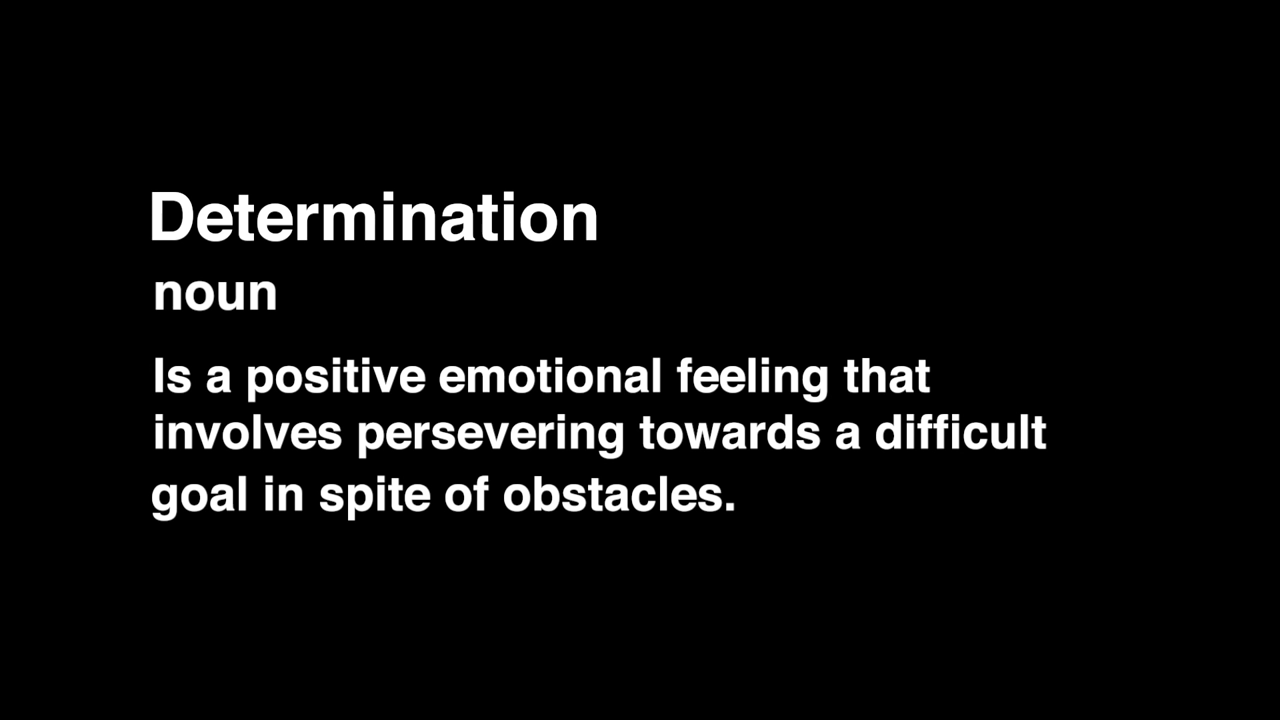 Determination
noun
Is a positive emotional feeling that
involves persevering towards a difficult
goal in spite of obstacles.